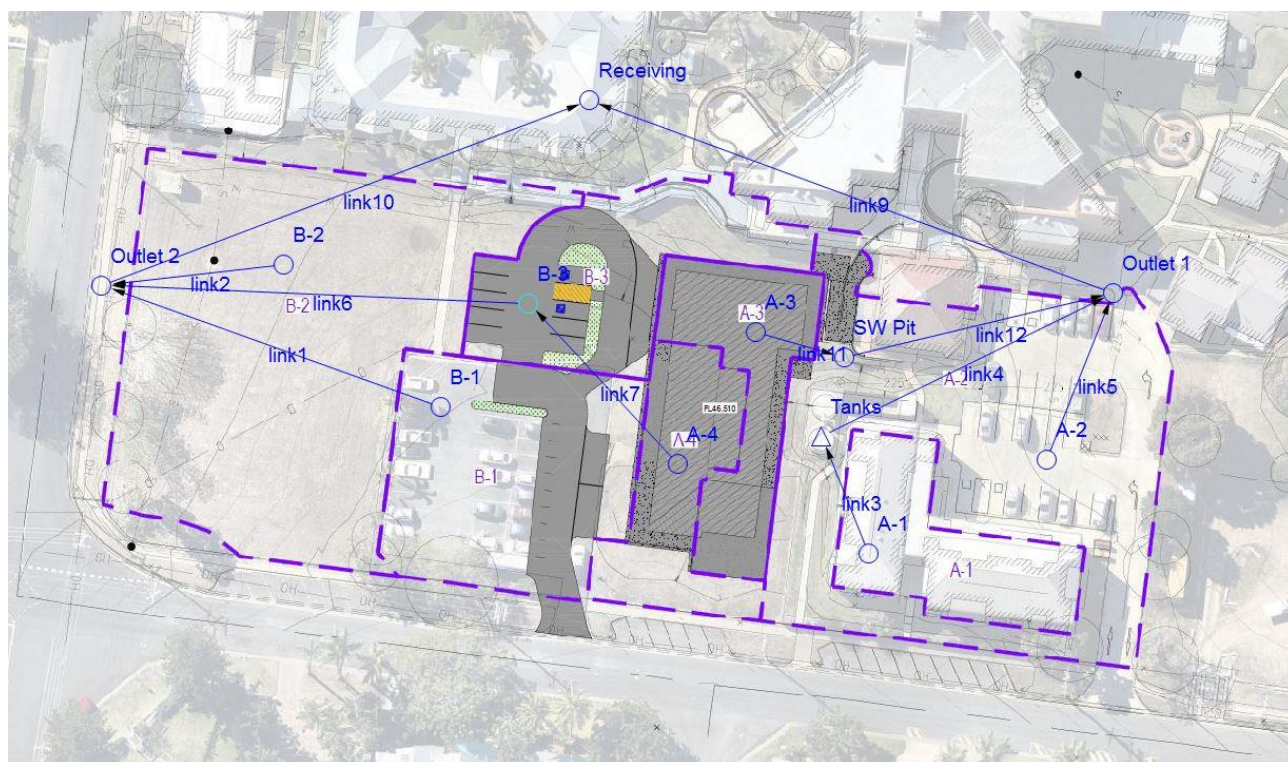 Receiving
link10
link9
B-2
Outlet 2
link2
link6
B-2
B-3
B-3
Outlet 1
A-3
A-3
SW Pit
link12
link11
link4
link5
A-2
link1
B-1
link7
FL46.510
Tanks
A-4
A-4
A-2
B-1
link3
A-1
A-1